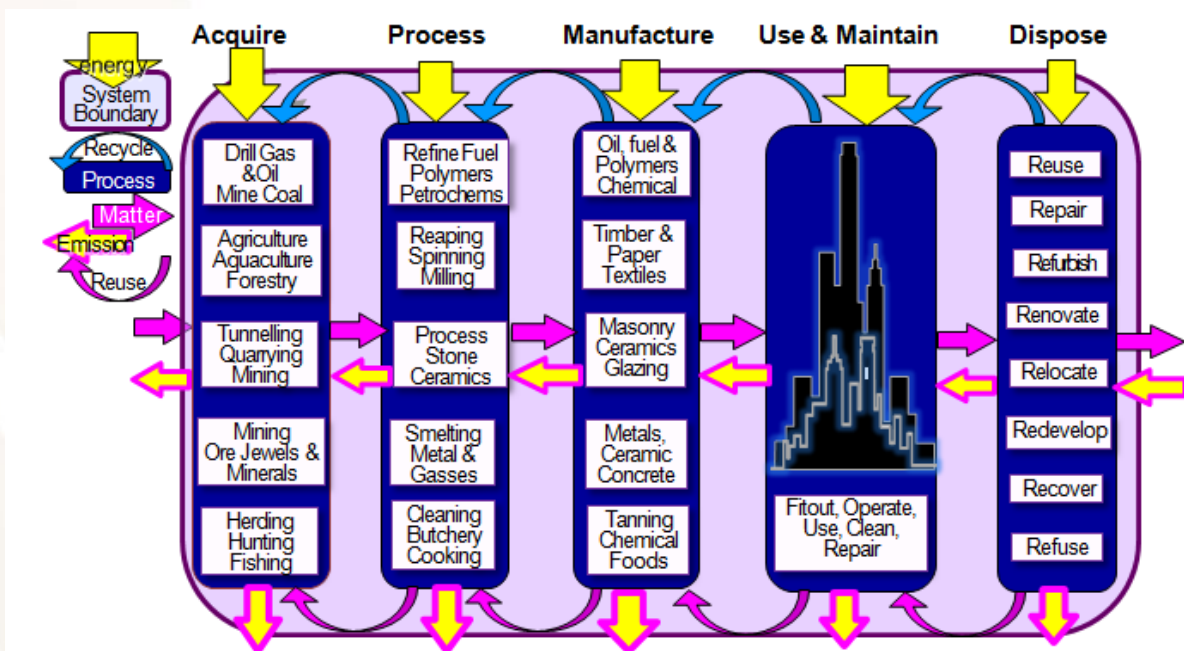 Acquire
Process
Manufacture
Use & Maintain
Dispose
energy
System
Boundary
Recycle
Process
Matter
Emission
Reuse
Drill Gas
&Oil
Mine Coal
Agriculture
Aquaculture
Forestry
Tunnelling
Quarrying
Mining
Mining
Ore Jewels &
Minerals
Herding
Hunting
Fishing
Refine Fuel
Polymers
Petrochems
Reaping
Spinning
Milling
Process
Stone
Ceramics
Smelting
Metal &
Gasses
Cleaning
Butchery
Cooking
Oil, fuel &
Polymers
Chemical
Timber &
Paper
Textiles
Masonry
Ceramics
Glazing
Metals,
Ceramic
Concrete
Tanning
Chemical
Foods
Fitout, Operate,
Use, Clean,
Repair
Reuse
Repair
Refurbish
Renovate
Relocate
Redevelop
Recover
Refuse